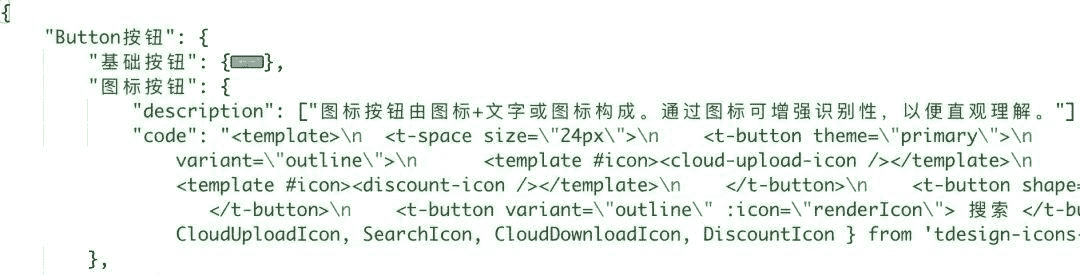 {
"Button按钮": {
"基础按钮": {↔},
"图标按钮": {
"description": ["图标按钮由图标+文字或图标构成。通过图标可增强识别性，以便直观理解。"]
"code": "<template>\n  <t-space size=\"24px\">\n    <t-button theme=\"primary\">\n
variant=\"outline\">\n      <template #icon><cloud-upload-icon /></template>\n
<template #icon><discount-icon /></template>\n    </t-button>\n    <t-button shape=
</t-button>\n    <t-button variant=\"outline\" :icon=\"renderIcon\"> 搜索 </t-bu
CloudUploadIcon, SearchIcon, CloudDownloadIcon, DiscountIcon } from 'tdesign-icons-
},